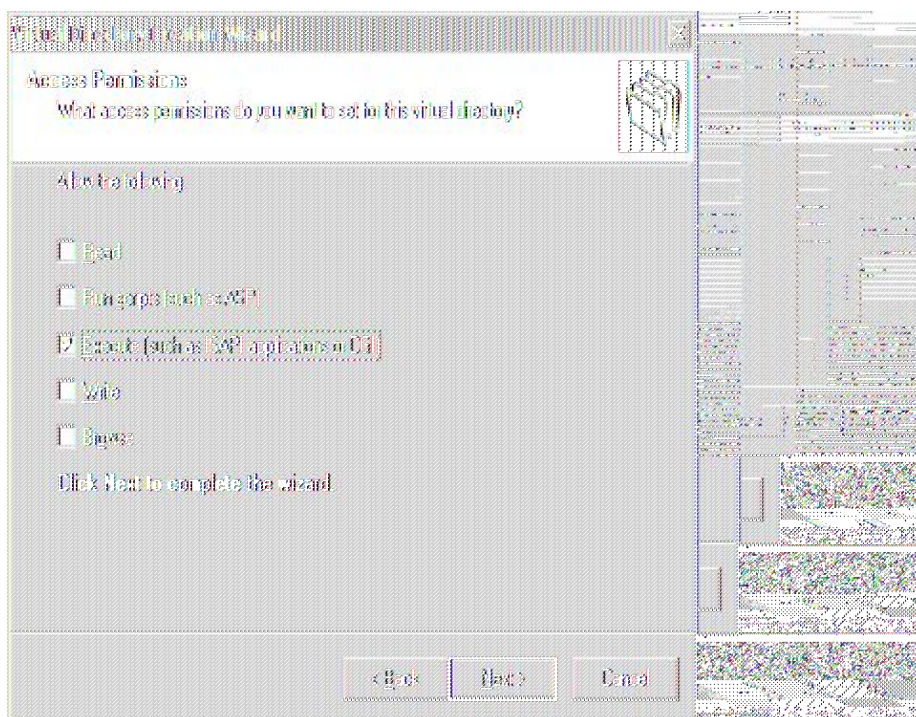 Virtual Directory Creation Wizard
Access Permissions
What access permissions do you want to set for this virtual directory?
Allow the following:
Read
Run scripts (such as ASP)
Execute (such as ISAPI applications or CGI)
Write
Browse
Click Next to complete the wizard.
< Back
Next >
Cancel